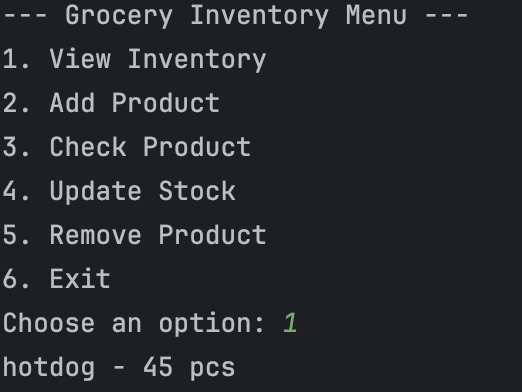 --- Grocery Inventory Menu ---
1. View Inventory
2. Add Product
3. Check Product
4. Update Stock
5. Remove Product
6. Exit
Choose an option: 1
hotdog - 45 pcs